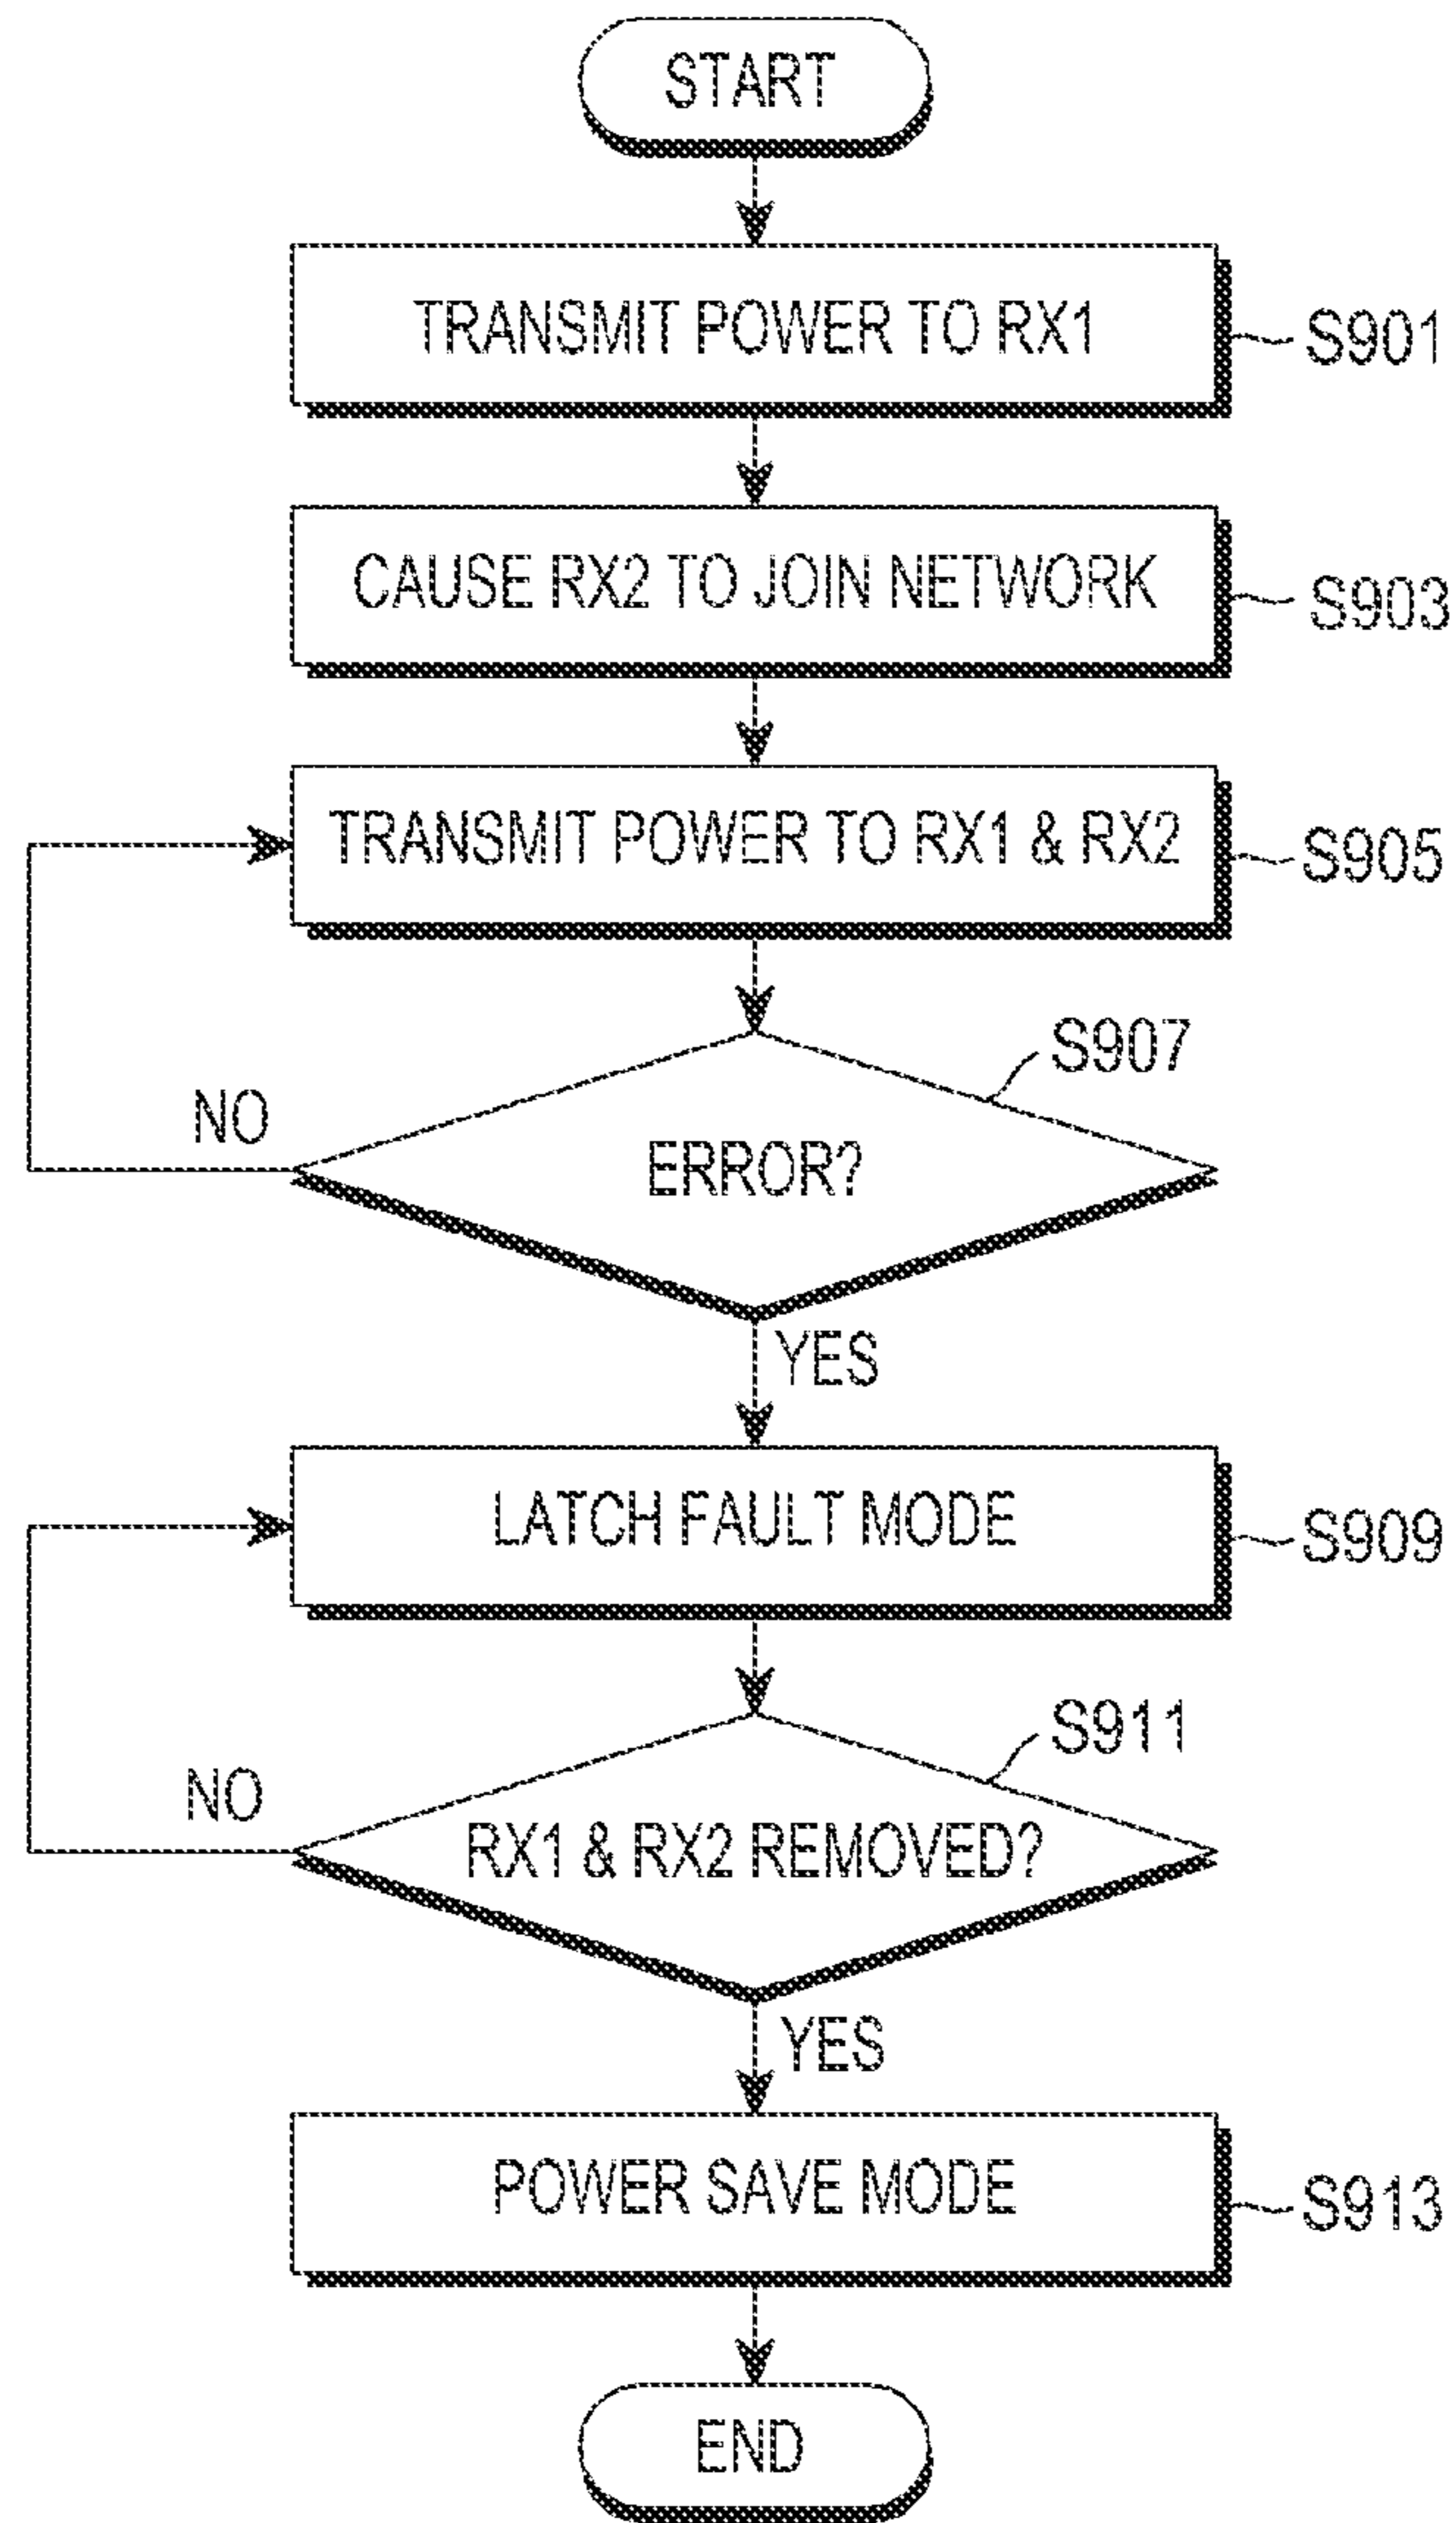 START
TRANSMIT POWER TO RX1
S901
CAUSE RX2 TO JOIN NETWORK
S903
TRANSMIT POWER TO RX1 & RX2
S905
S907
NO
ERROR?
YES
LATCH FAULT MODE
S909
S911
NO
RX1 & RX2 REMOVED?
YES
POWER SAVE MODE
S913
END